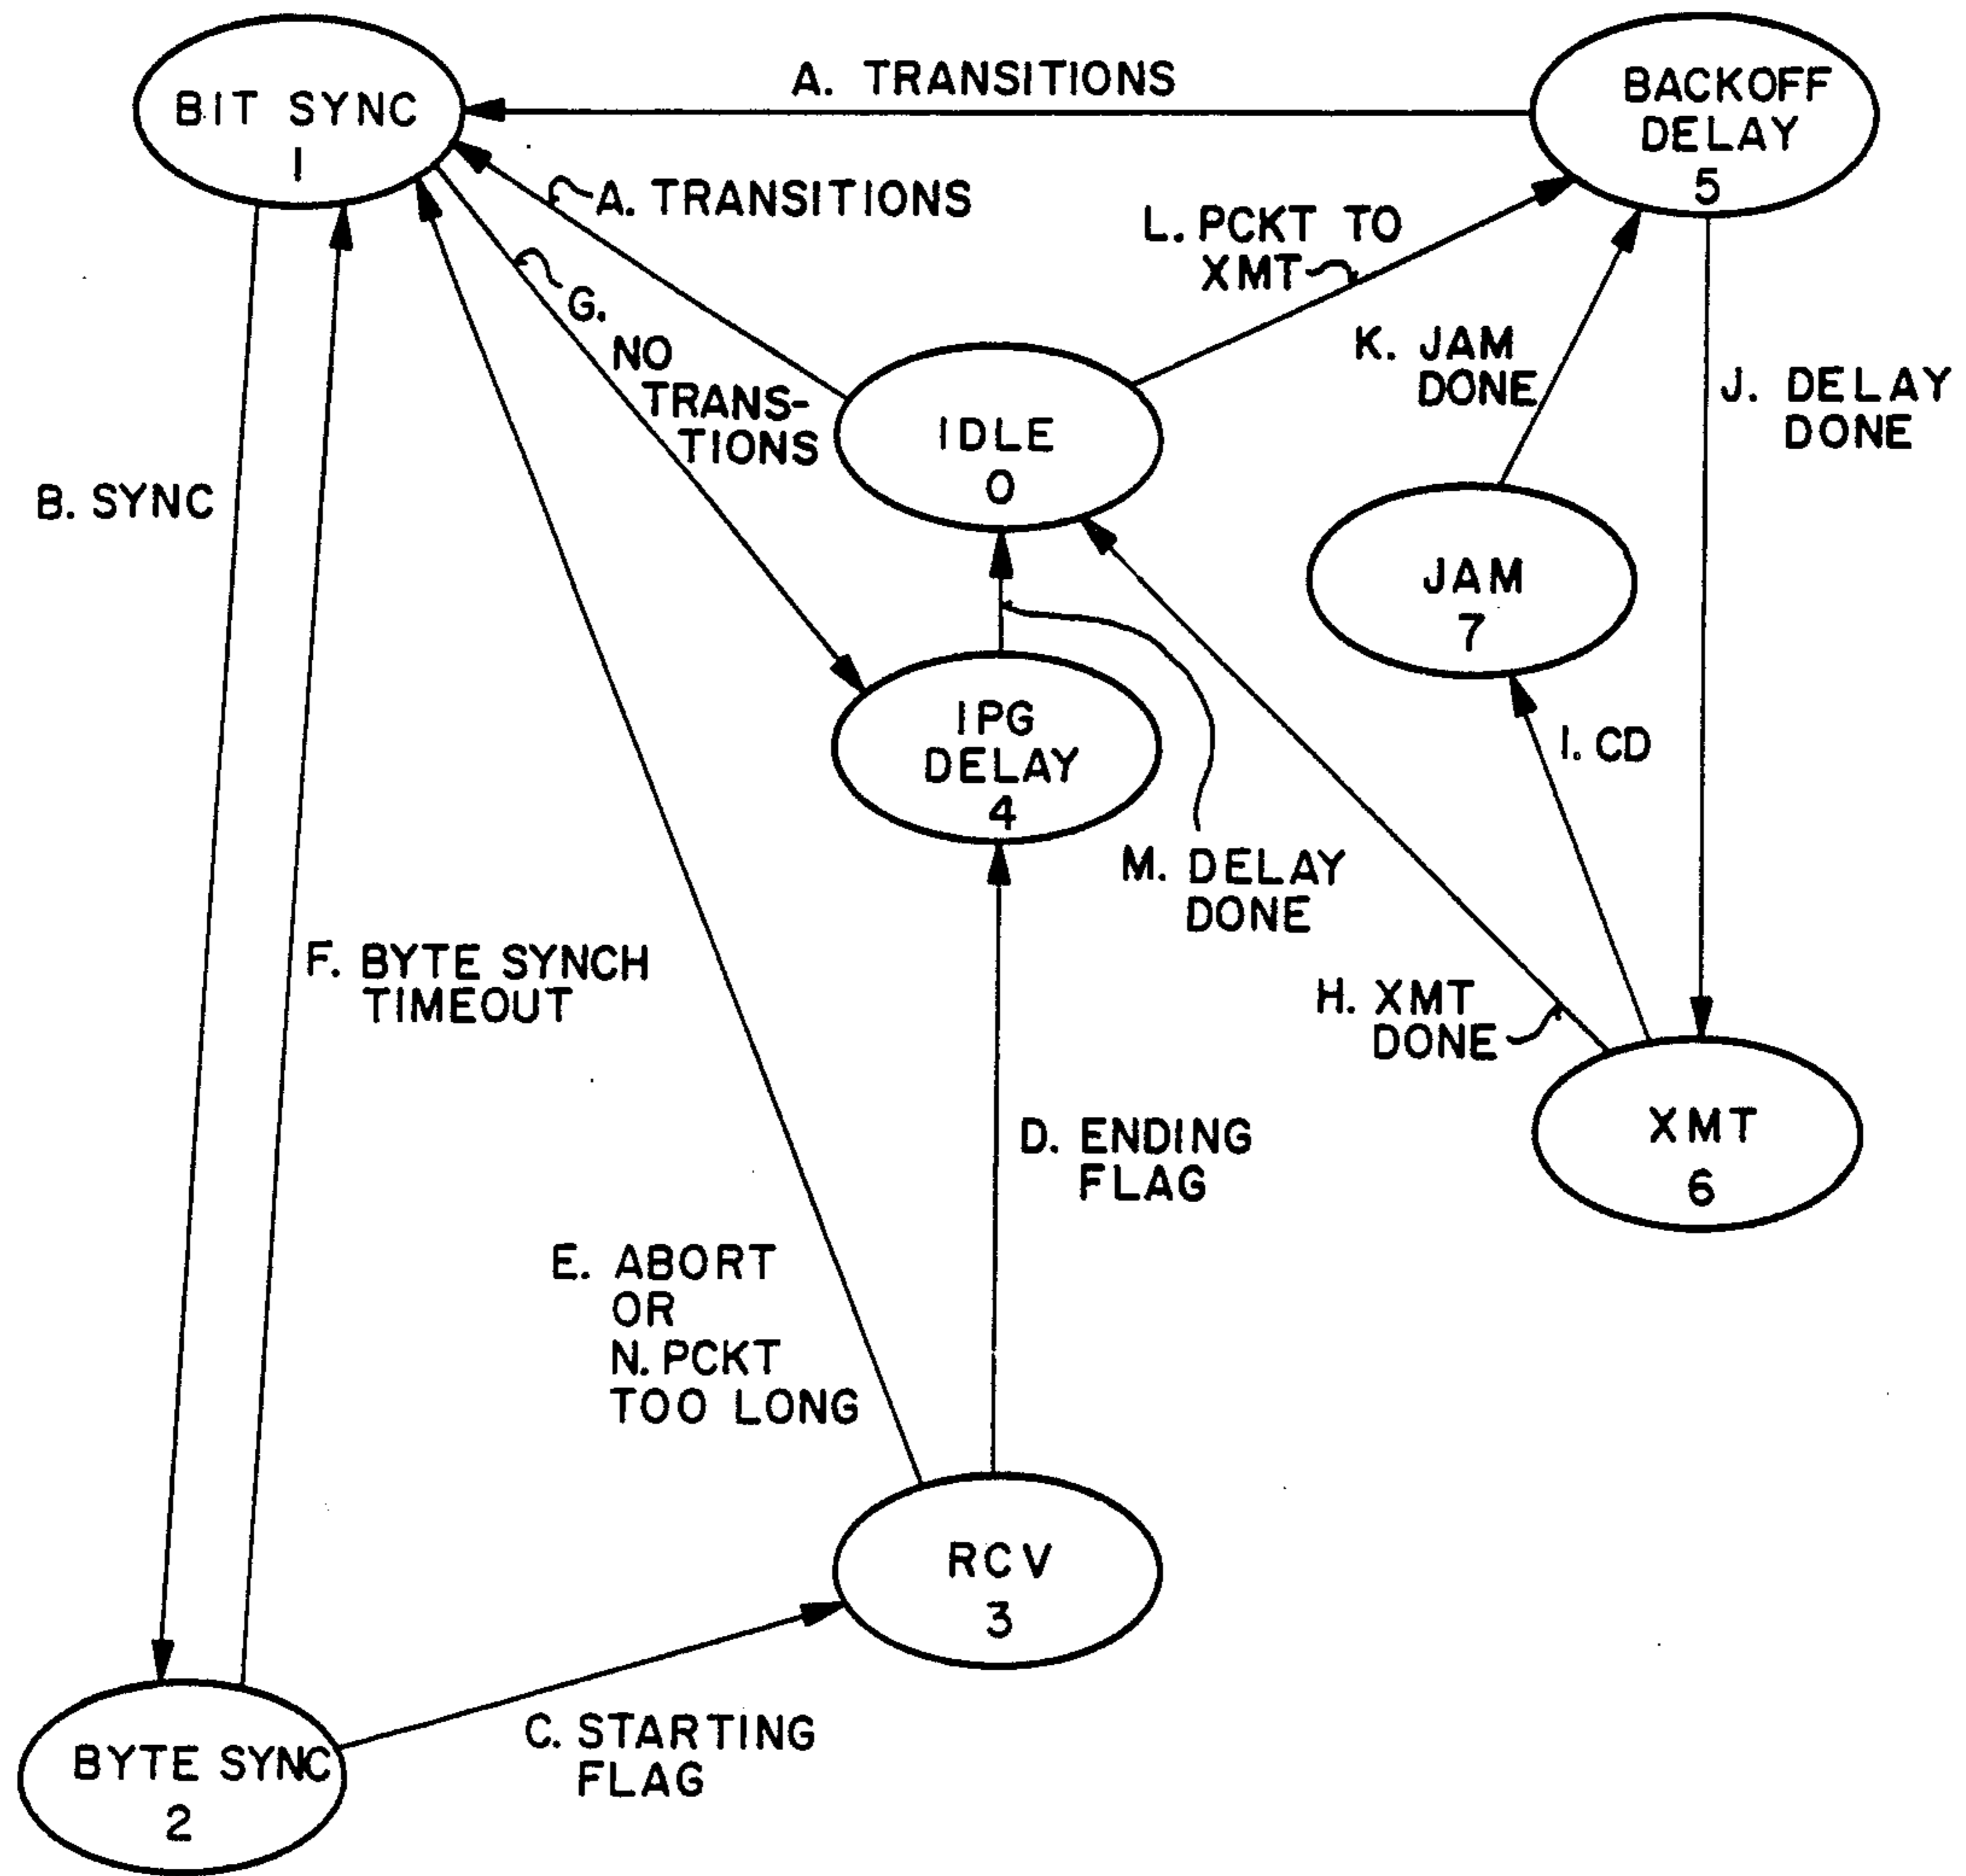 BIT SYNC
1
A. TRANSITIONS
BACKOFF
DELAY
5
A. TRANSITIONS
L. PCKT TO
XMT
G.
NO
TRANS-
TIONS
K. JAM
DONE
J. DELAY
DONE
IDLE
0
B. SYNC
JAM
7
IPG
DELAY
4
I. CD
M. DELAY
DONE
F. BYTE SYNCH
TIMEOUT
H. XMT
DONE
D. ENDING
FLAG
XMT
6
E. ABORT
OR
N. PCKT
TOO LONG
RCV
3
C. STARTING
FLAG
BYTE SYNC
2